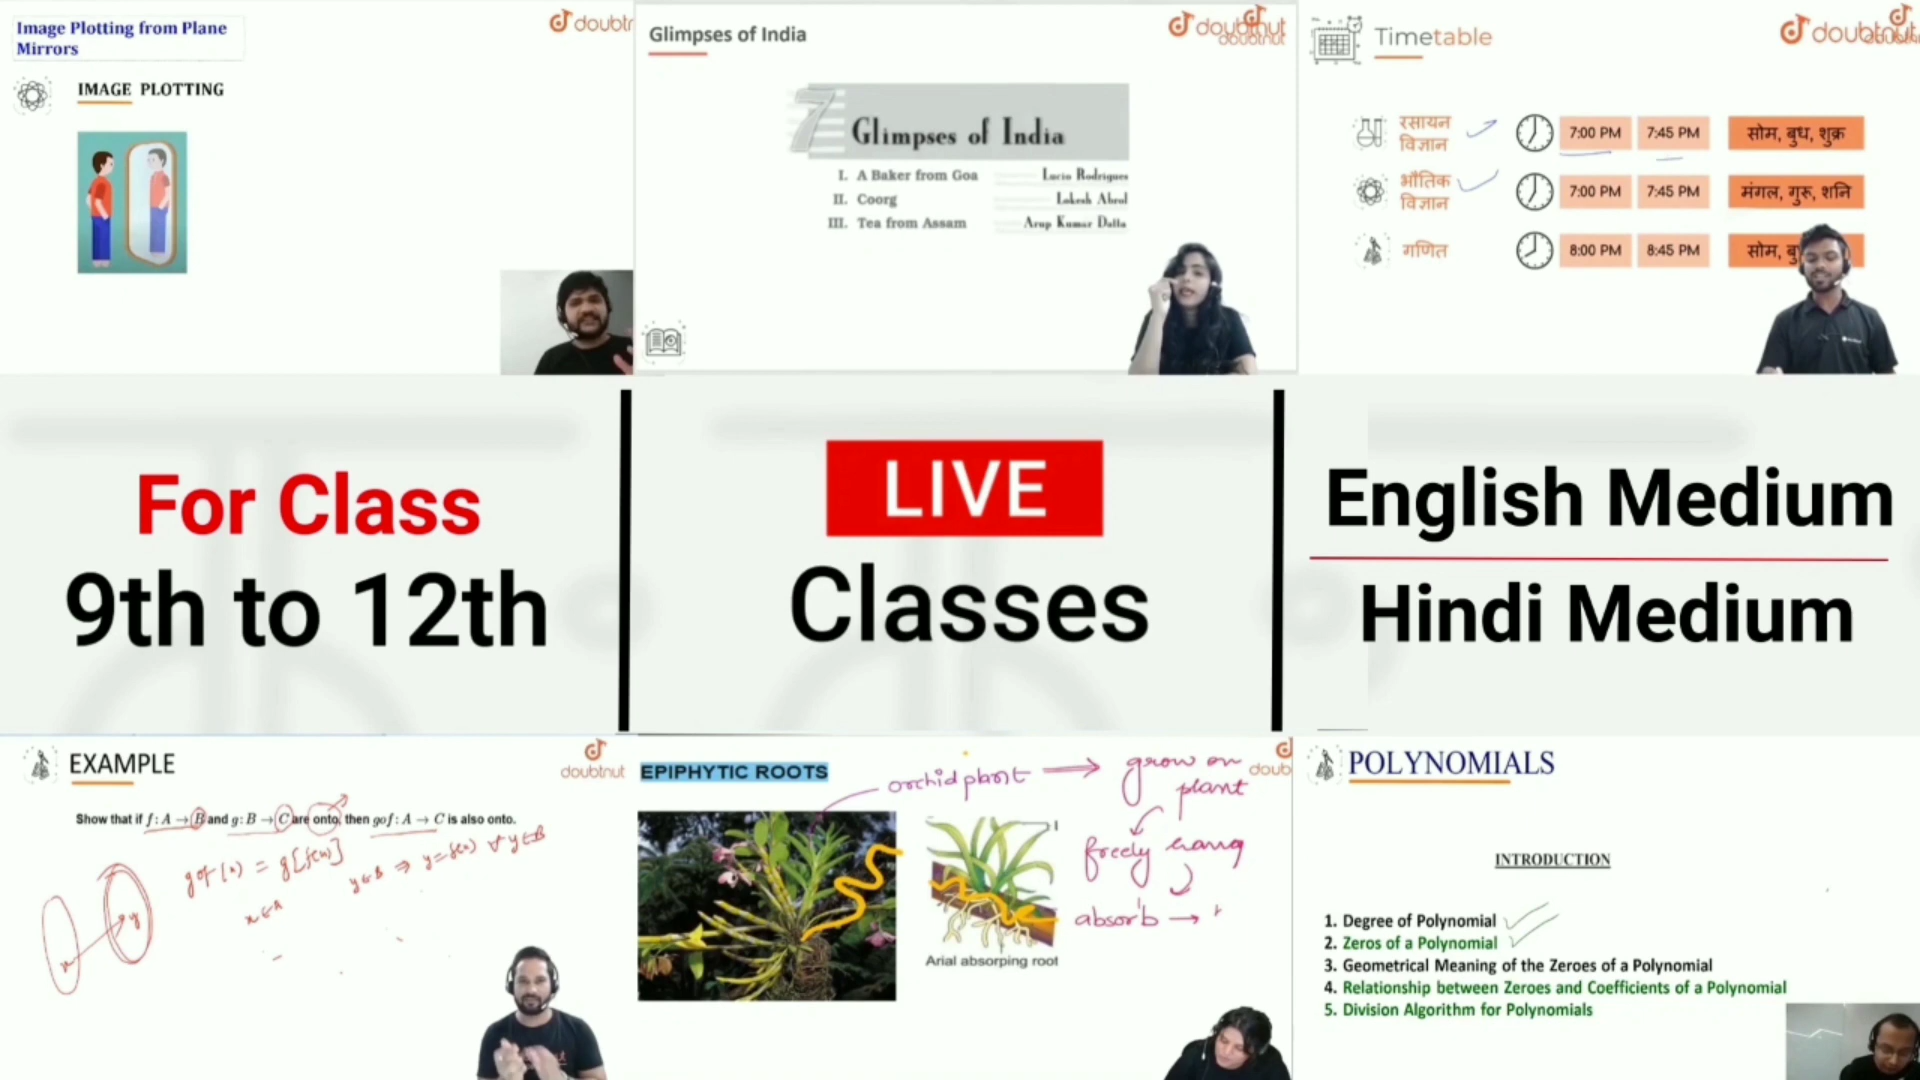 Image Plotting from Plane
Mirrors
IMAGE PLOTTING
Glimpses of India
doubtnut
7 Glimpses of India
I. A Baker from Goa Lucio Rodrigues
II. Coorg Lokesh Abrol
III. Tea from Assam Arup Kumar Datta
Timetable
रसायन
विज्ञान
7:00 PM 7:45 PM सोम, बुध, शुक्र
भौतिक
विज्ञान
7:00 PM 7:45 PM मंगल, गुरू, शनि
गणित 8:00 PM 8:45 PM सोम,
For Class
9th to 12th
LIVE
Classes
English Medium
Hindi Medium
EXAMPLE
doubtnut
Show that if f : A → B and g : B → C are onto, then gof : A → C is also onto.
gof(x) = g[f(x)]
y∈B ⇒ y=f(x) ∀ y∈B
x∈A
x y
EPIPHYTIC ROOTS
orchid plant → grow on
plant
freely hang
absorb →
Arial absorping root
doub
POLYNOMIALS
INTRODUCTION
1. Degree of Polynomial
2. Zeros of a Polynomial
3. Geometrical Meaning of the Zeroes of a Polynomial
4. Relationship between Zeroes and Coefficients of a Polynomial
5. Division Algorithm for Polynomials